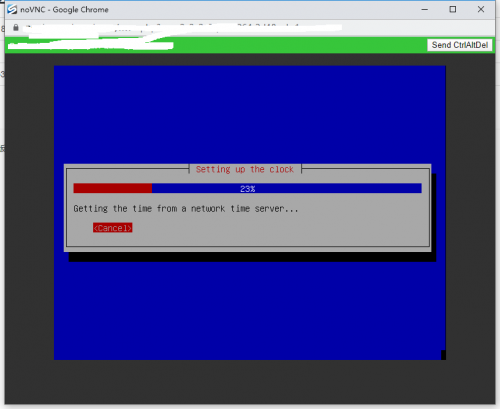 noVNC - Google Chrome
Send CtrlAltDel
Setting up the clock
23%
Getting the time from a network time server...
<Cancel>